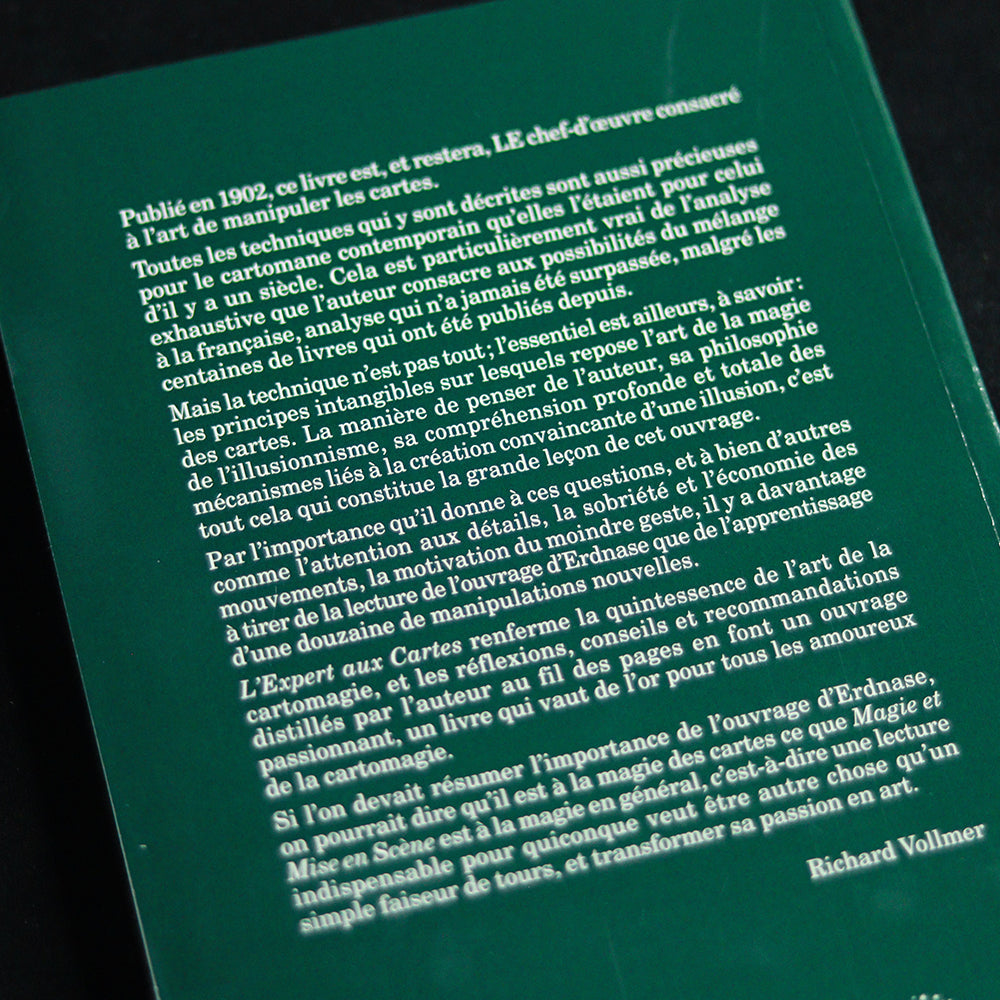 Publié en 1902, ce livre est, et restera, LE chef-d'œuvre consacré
à l'art de manipuler les cartes.
Toutes les techniques qui y sont décrites sont aussi précieuses
pour le cartomane contemporain qu'elles l'étaient pour celui
d'il y a un siècle. Cela est particulièrement vrai de l'analyse
exhaustive que l'auteur consacre aux possibilités du mélange
à la française, analyse qui n'a jamais été surpassée, malgré les
centaines de livres qui ont été publiés depuis.
Mais la technique n'est pas tout ; l'essentiel est ailleurs, à savoir :
les principes intangibles sur lesquels repose l'art de la magie
des cartes. La manière de penser de l'auteur, sa philosophie
de l'illusionnisme, sa compréhension profonde et totale des
mécanismes liés à la création convaincante d'une illusion, c'est
tout cela qui constitue la grande leçon de cet ouvrage.
Par l'importance qu'il donne à ces questions, et à bien d'autres
comme l'attention aux détails, la sobriété et l'économie des
mouvements, la motivation du moindre geste, il y a davantage
à tirer de la lecture de l'ouvrage d'Erdnase que de l'apprentissage
d'une douzaine de manipulations nouvelles.
L'Expert aux Cartes renferme la quintessence de l'art de la
cartomagie, et les réflexions, conseils et recommandations
distillés par l'auteur au fil des pages en font un ouvrage
passionnant, un livre qui vaut de l'or pour tous les amoureux
de la cartomagie.
Si l'on devait résumer l'importance de l'ouvrage d'Erdnase,
on pourrait dire qu'il est à la magie des cartes ce que Magie et
Mise en Scène est à la magie en général, c'est-à-dire une lecture
indispensable pour quiconque veut être autre chose qu'un
simple faiseur de tours, et transformer sa passion en art.
Richard Vollmer